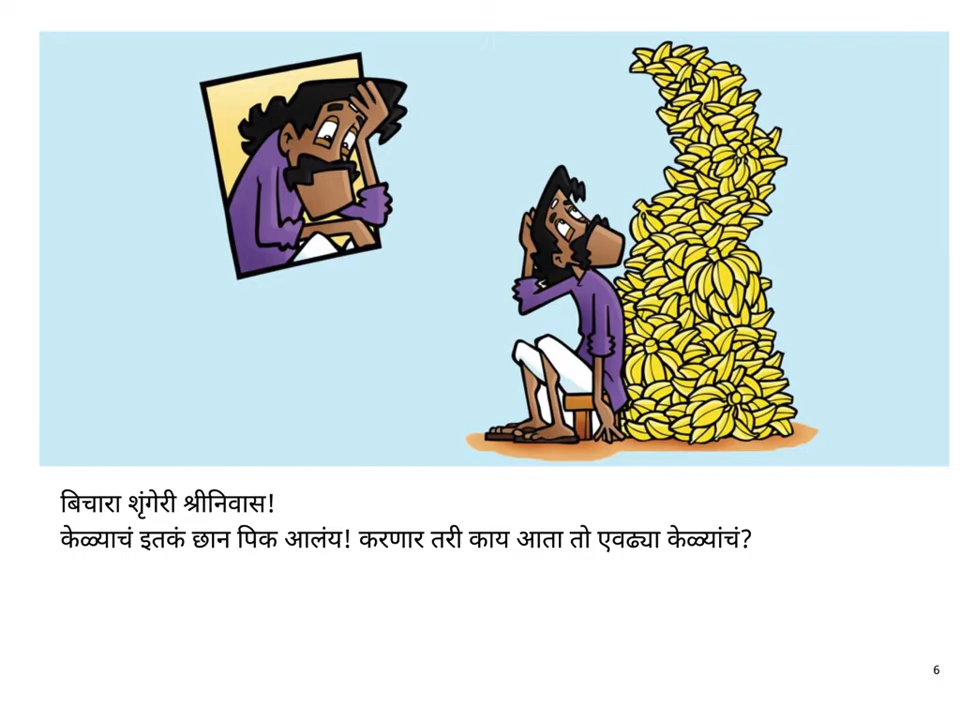 बिचारा शृंगेरी श्रीनिवास!
केळ्याचं इतकं छान पिक आलंय! करणार तरी काय आता तो एवढ्या केळ्यांचं?
6